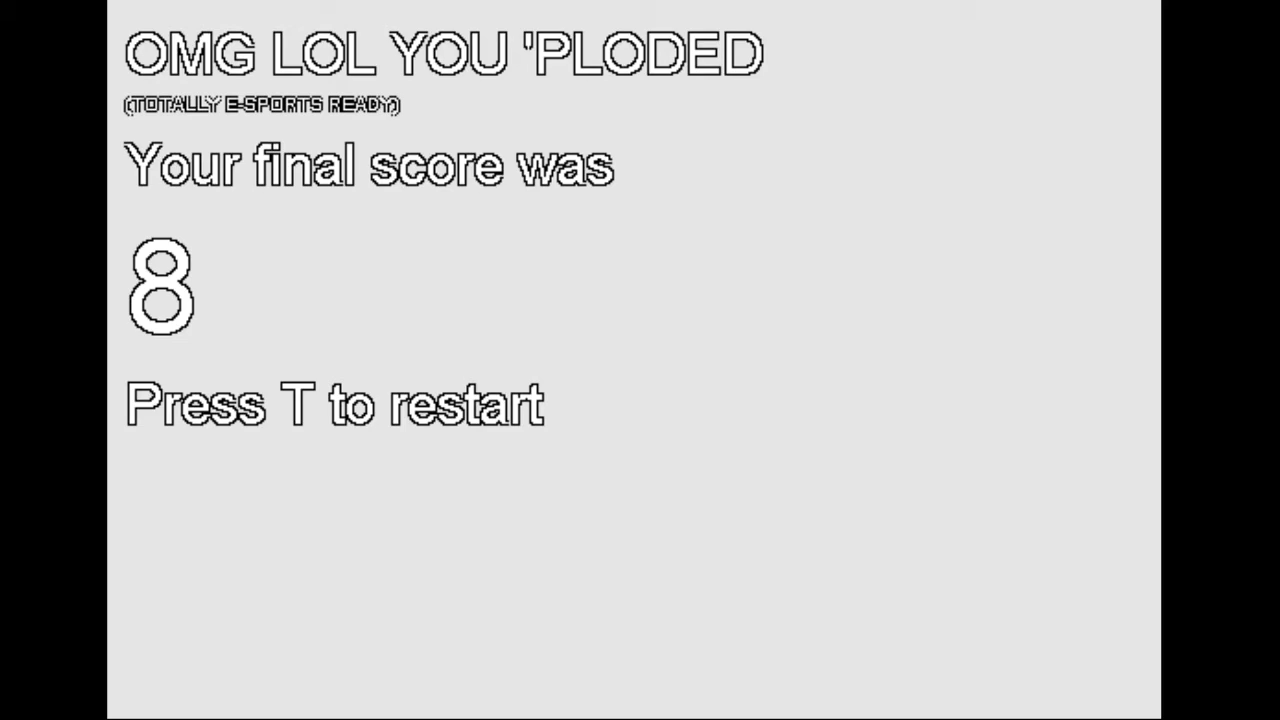 OMG LOL YOU 'PLODED
(TOTALLY E-SPORTS READY)
Your final score was
8
Press T to restart